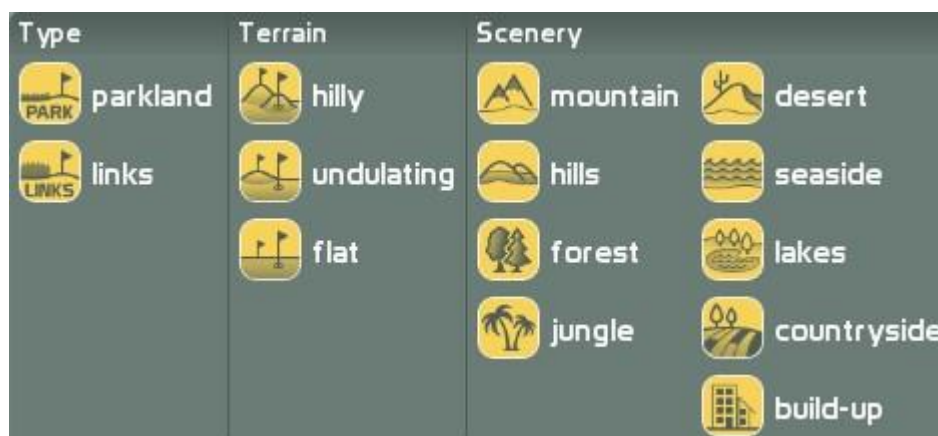 Type
PARK parkland
LINKS links
Terrain
hilly
undulating
flat
Scenery
mountain
hills
forest
jungle
desert
seaside
lakes
countryside
build-up